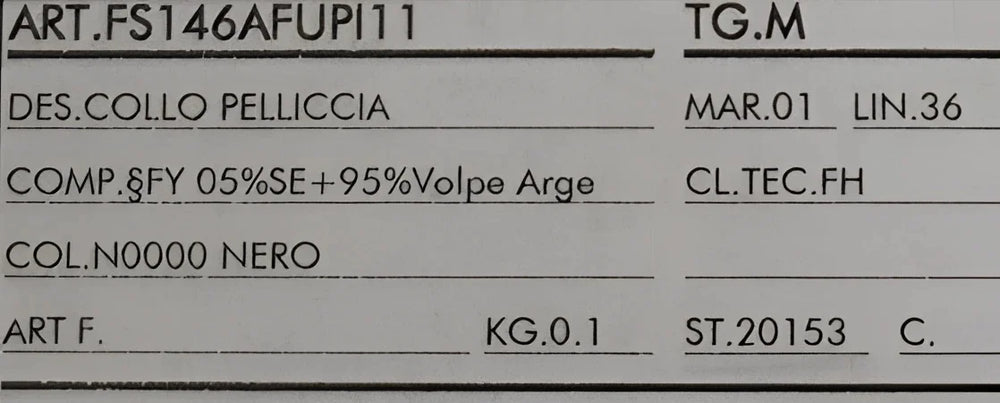 ART.FS146AFUPI11 TG.M
DES.COLLO PELLICCIA MAR.01 LIN.36
COMP.§FY 05%SE+95%Volpe Arge CL.TEC.FH
COL.N0000 NERO
ART F. KG.0.1 ST.20153 C.